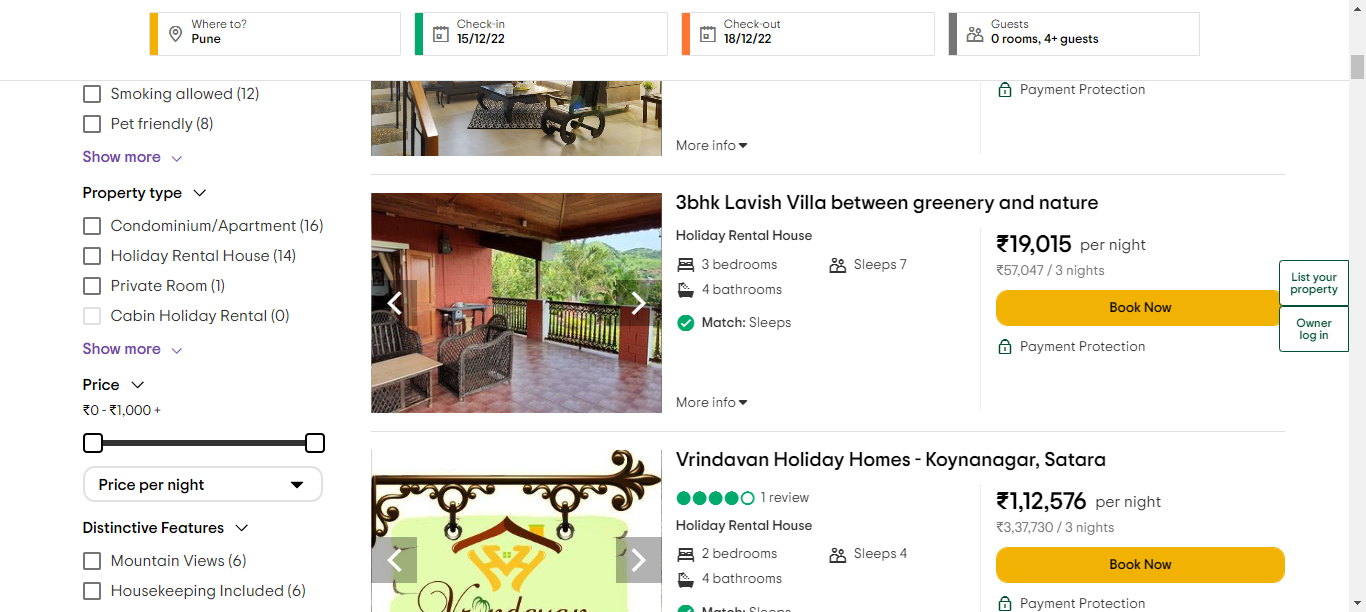 Where to?
Pune
Check-in
15/12/22
Check-out
18/12/22
Guests
0 rooms, 4+ guests
Smoking allowed (12)
Pet friendly (8)
Show more
Property type
Condominium/Apartment (16)
Holiday Rental House (14)
Private Room (1)
Cabin Holiday Rental (0)
Show more
Price
₹0 - ₹1,000 +
Price per night
Distinctive Features
Mountain Views (6)
Housekeeping Included (6)
Payment Protection
More info
3bhk Lavish Villa between greenery and nature
Holiday Rental House
3 bedrooms
Sleeps 7
4 bathrooms
Match: Sleeps
More info
₹19,015 per night
₹57,047 / 3 nights
Book Now
Payment Protection
Vrindavan Holiday Homes - Koynanagar, Satara
1 review
Holiday Rental House
2 bedrooms
Sleeps 4
4 bathrooms
Match: Sleeps
₹1,12,576 per night
₹3,37,730 / 3 nights
Book Now
Payment Protection
Vrindavan
List your
property
Owner
log in